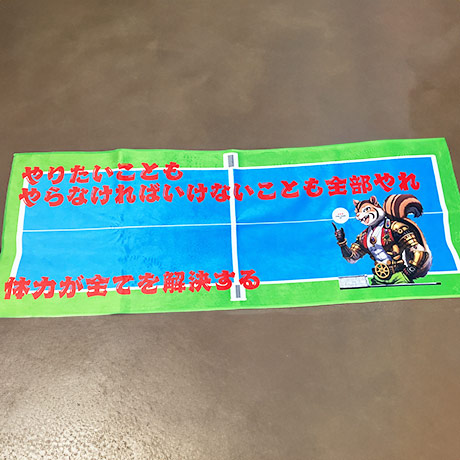 やりたいことも
やらなければいけないことも全部やれ
体力が全てを解決する